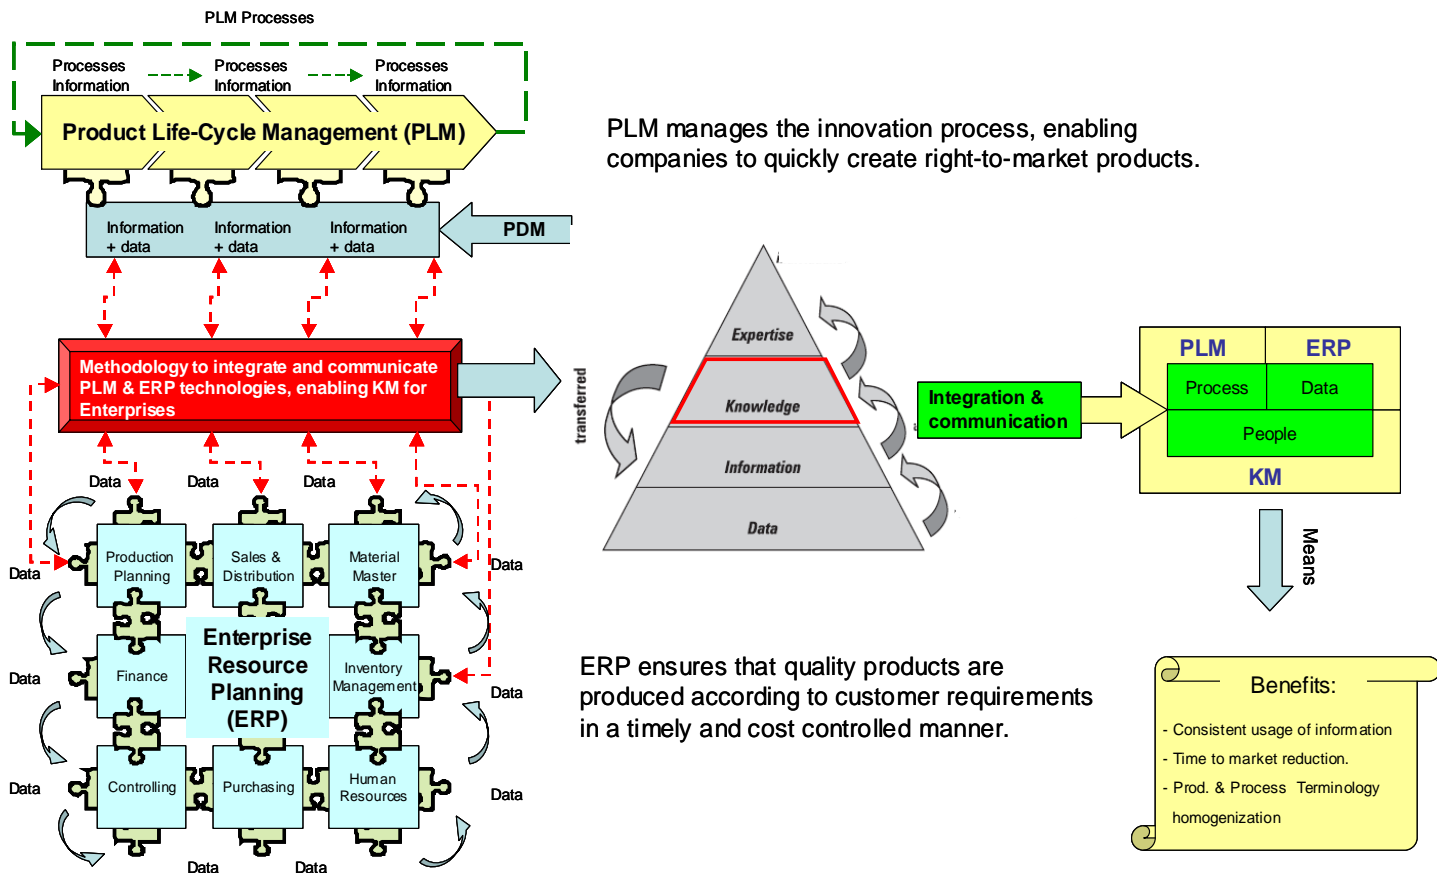 PLM Processes
Processes
Information
Processes
Information
Processes
Information
Product Life-Cycle Management (PLM)
PLM manages the innovation process, enabling
companies to quickly create right-to-market products.
Information
+ data
Information
+ data
Information
+ data
PDM
Methodology to integrate and communicate
PLM & ERP technologies, enabling KM for
Enterprises
transferred
Expertise
Knowledge
Information
Data
Integration &
communication
PLM
ERP
Process
Data
People
KM
Means
Data
Data
Data
Production
Planning
Sales &
Distribution
Material
Master
Data
Data
Enterprise
Resource
Planning
(ERP)
Finance
Inventory
Management
Data
Data
Controlling
Purchasing
Human
Resources
Data
Data
Data
Data
ERP ensures that quality products are
produced according to customer requirements
in a timely and cost controlled manner.
Benefits:
- Consistent usage of information
- Time to market reduction.
- Prod. & Process Terminology
homogenization